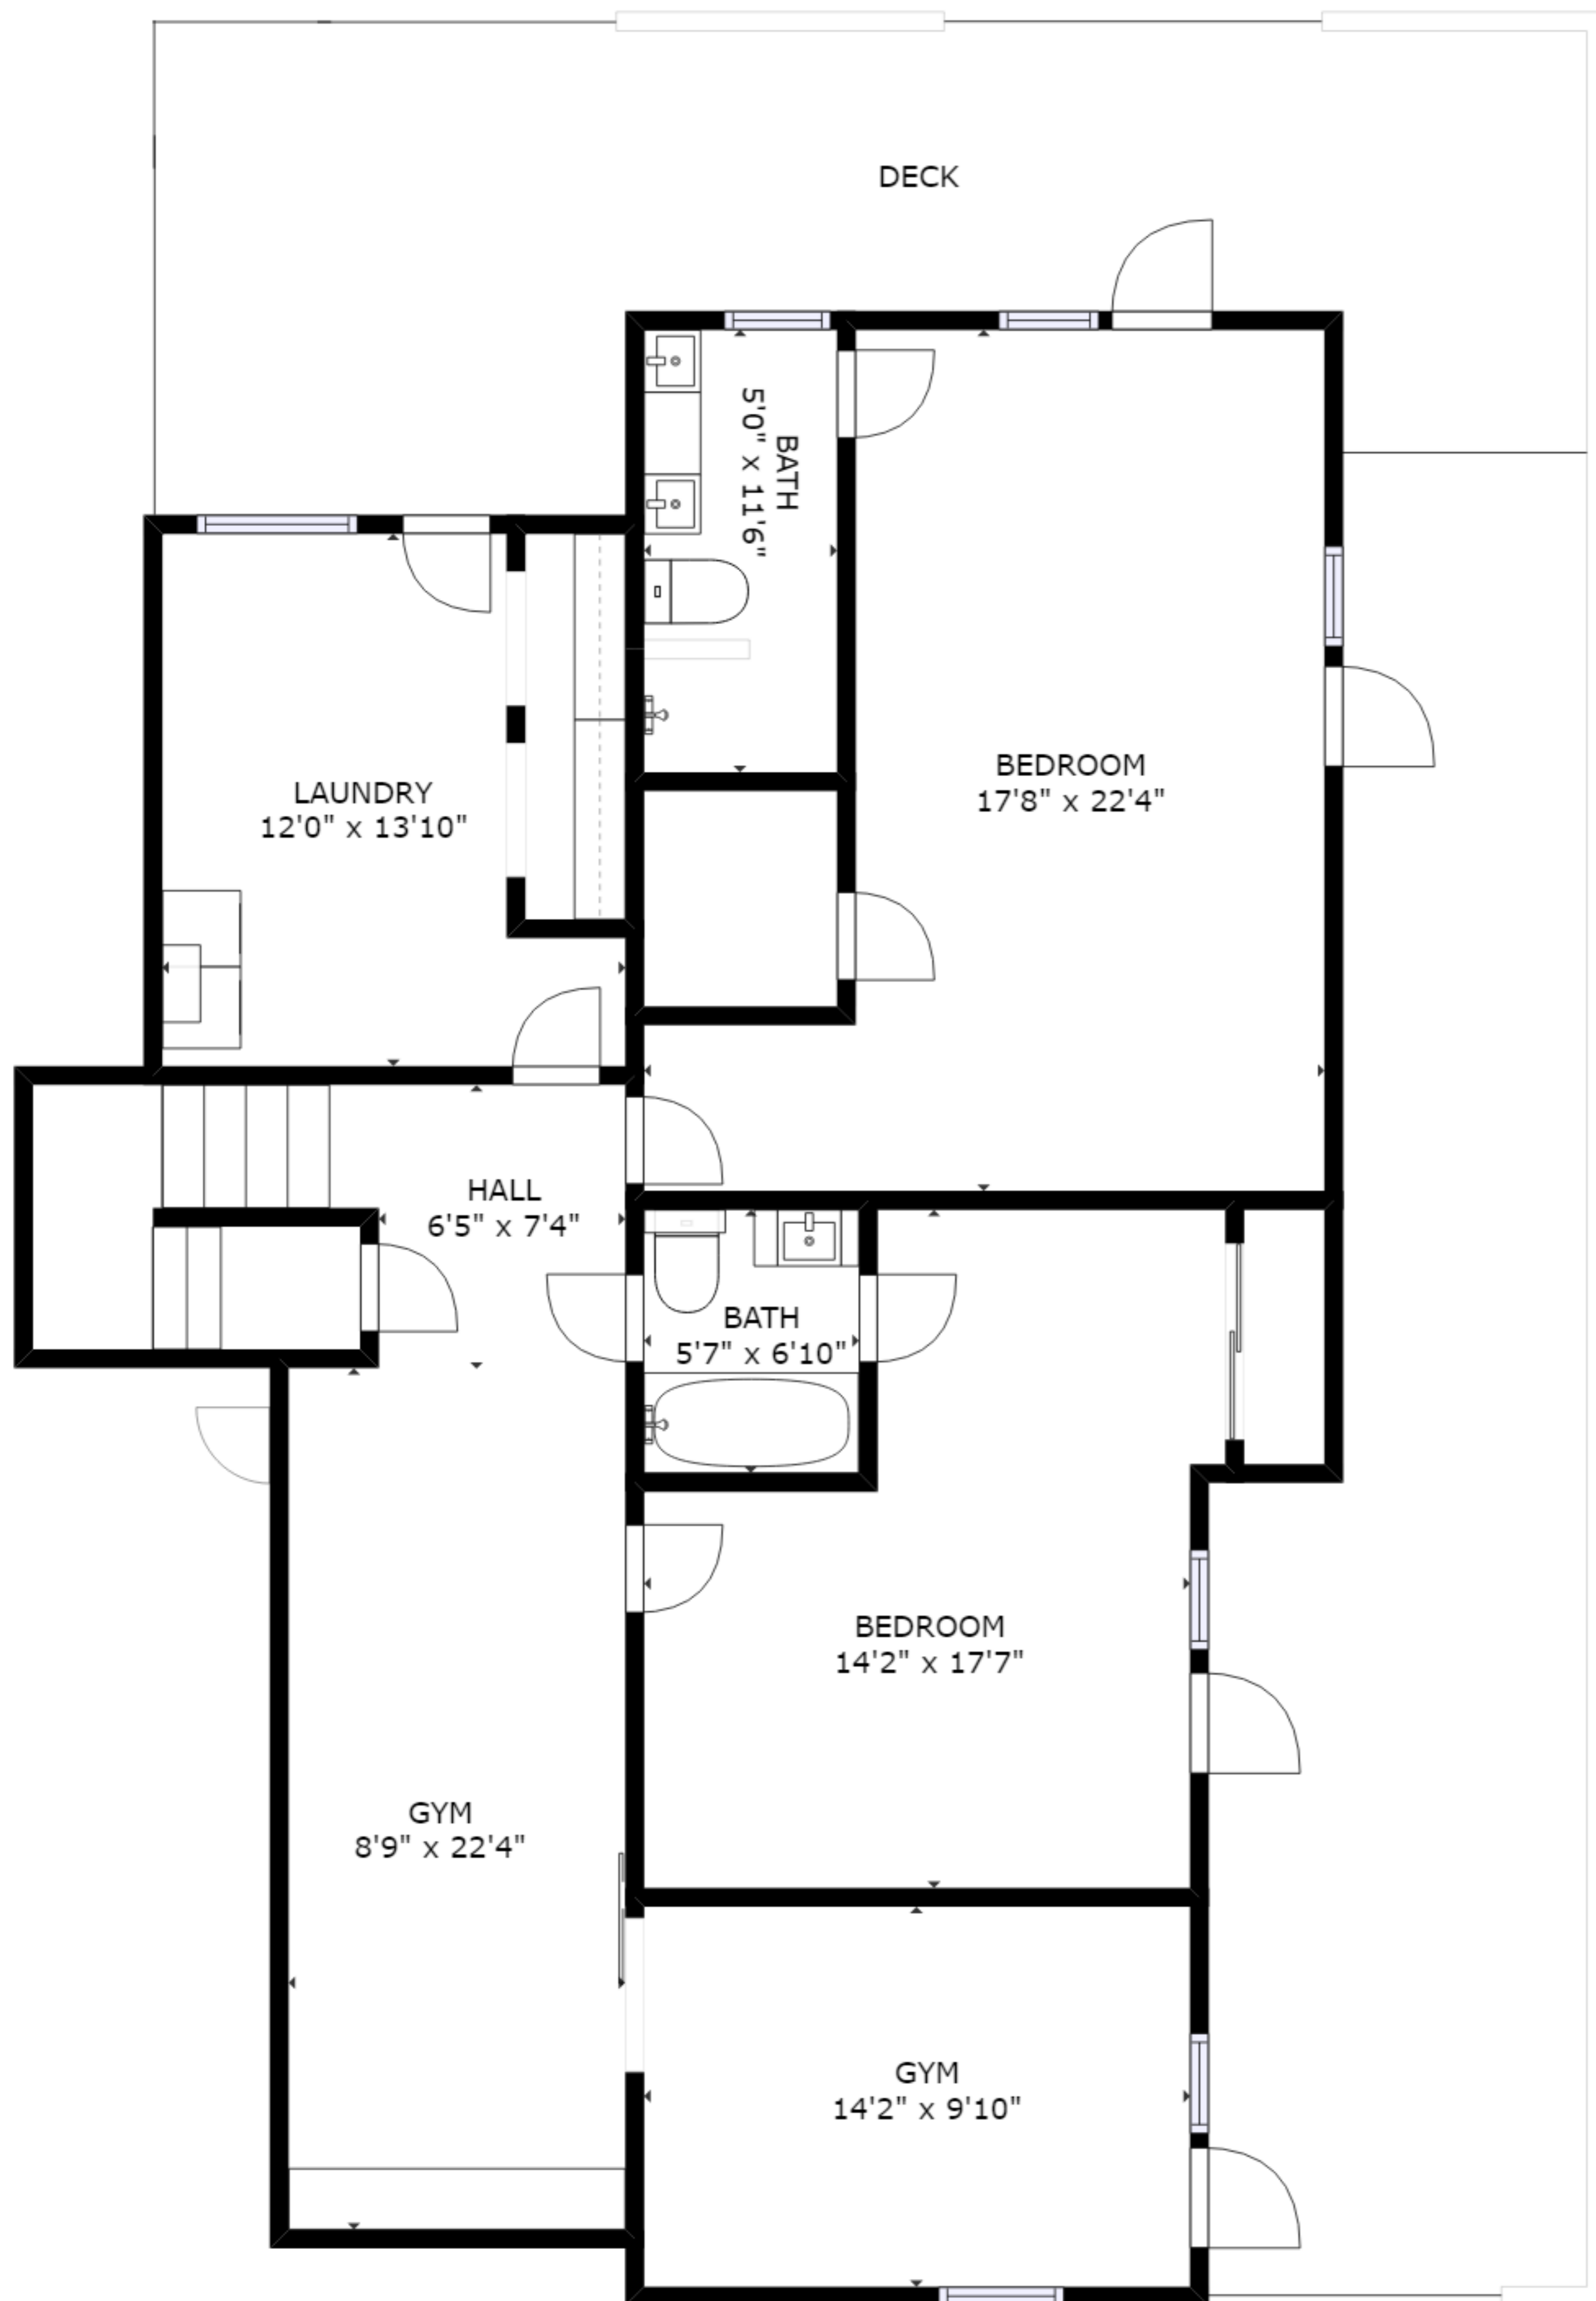 DECK
BATH
5'0" x 11'6"
BEDROOM
17'8" x 22'4"
LAUNDRY
12'0" x 13'10"
HALL
6'5" x 7'4"
BATH
5'7" x 6'10"
BEDROOM
14'2" x 17'7"
GYM
8'9" x 22'4"
GYM
14'2" x 9'10"